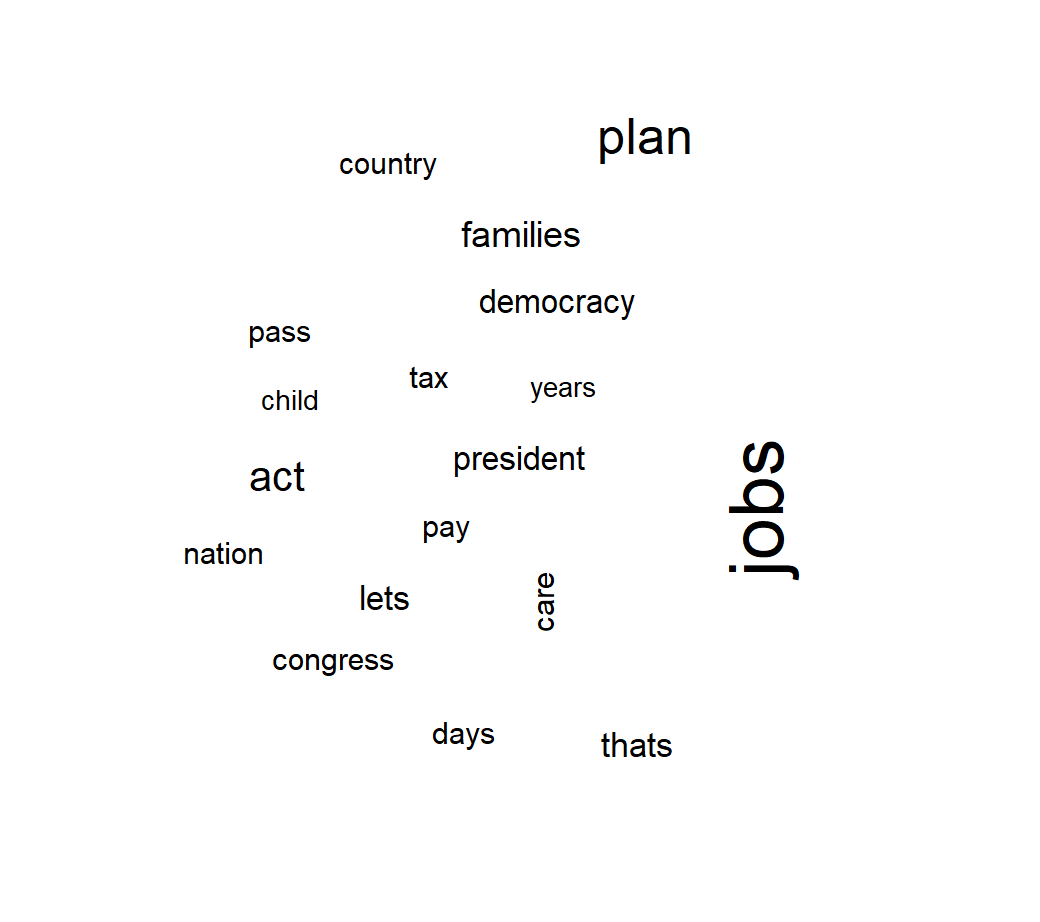 plan
country
families
democracy
pass
tax
years
child
president
act
jobs
pay
nation
lets
care
congress
days
thats